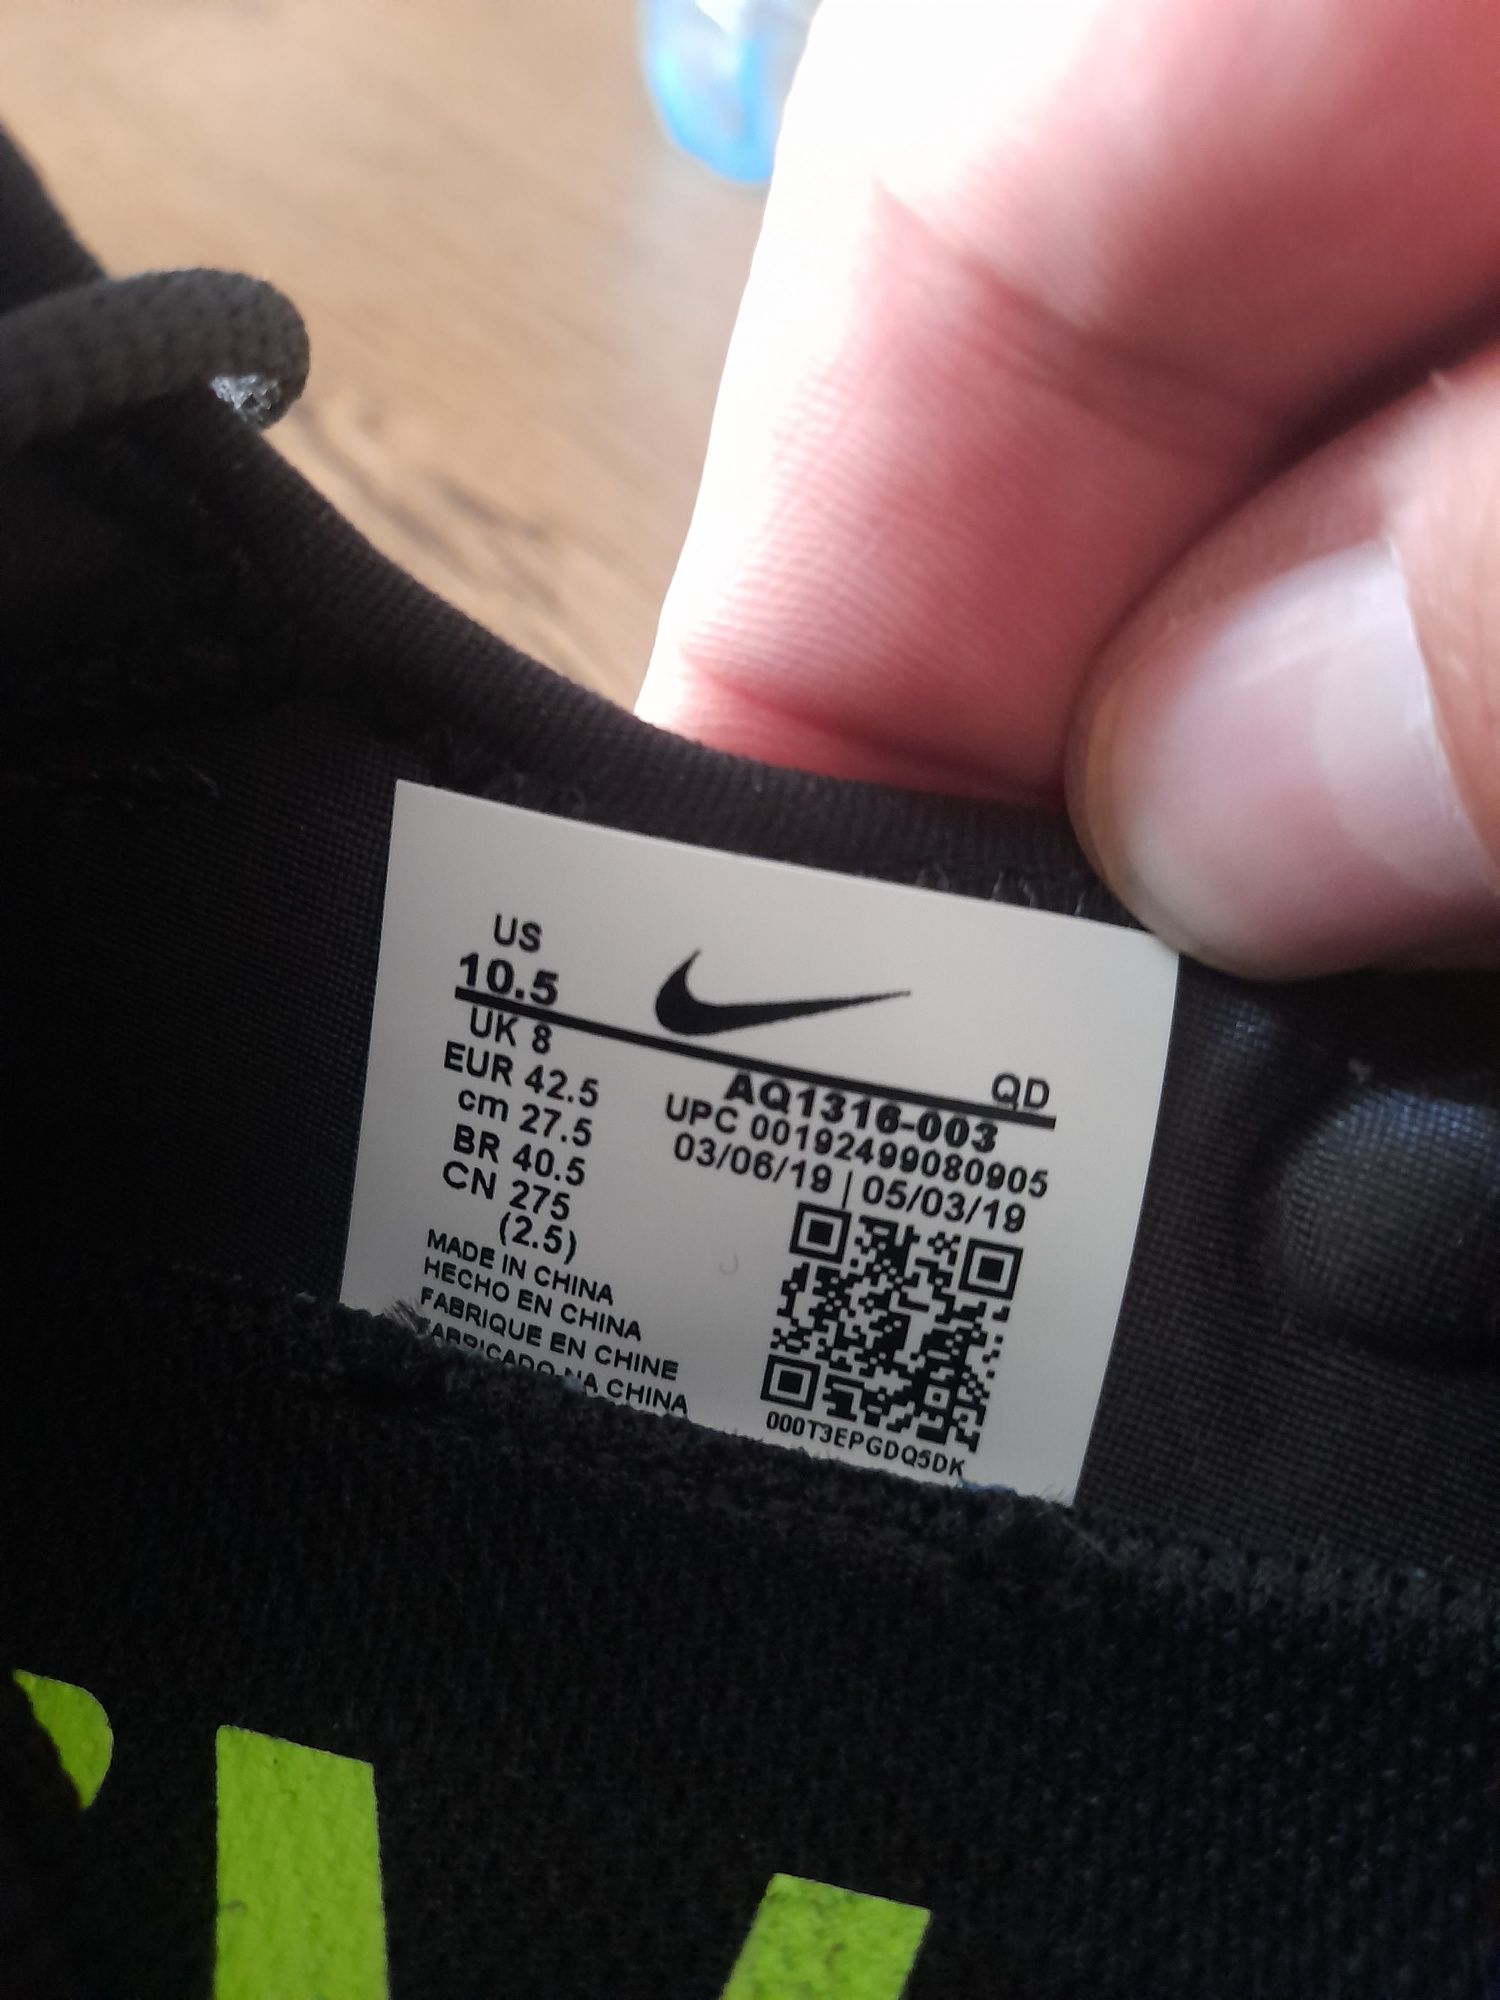 US
10.5
UK 8
EUR 42.5
cm 27.5
BR 40.5
CN 275
(2.5)
MADE IN CHINA
HECHO EN CHINA
FABRIQUE EN CHINE
FABRICADO NA CHINA
QD
AQ1316-003
UPC 00192499080905
03/06/19 | 05/03/19
000T3EPGDQ5DK